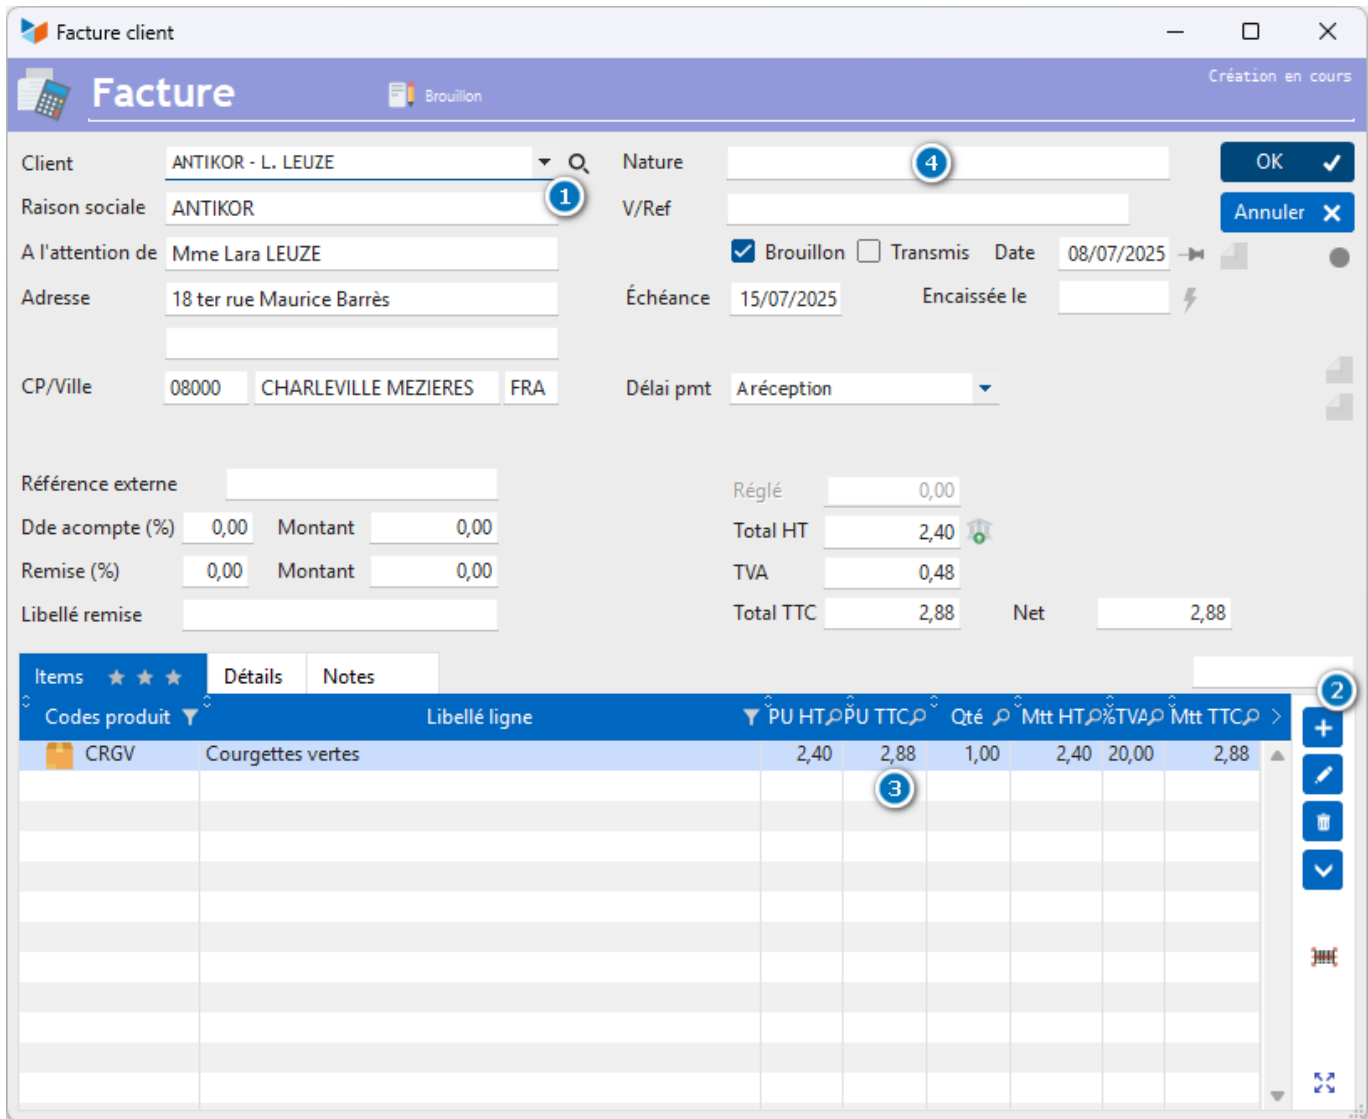 Facture client
Facture
Brouillon
Création en cours
Client ANTIKOR - L. LEUZE
1
Nature
4
OK
Raison sociale ANTIKOR
V/Ref
Annuler
A l'attention de Mme Lara LEUZE
Brouillon Transmis Date 08/07/2025
Adresse 18 ter rue Maurice Barrès
Échéance 15/07/2025 Encaissée le
CP/Ville 08000 CHARLEVILLE MEZIERES FRA
Délai pmt A réception
Référence externe
Réglé 0,00
Dde acompte (%) 0,00 Montant 0,00
Total HT 2,40
Remise (%) 0,00 Montant 0,00
TVA 0,48
Libellé remise
Total TTC 2,88 Net 2,88
Items Détails Notes
2
Codes produit Libellé ligne PU HT PU TTC Qté Mtt HT %TVA Mtt TTC
CRGV Courgettes vertes 2,40 2,88 1,00 2,40 20,00 2,88
3